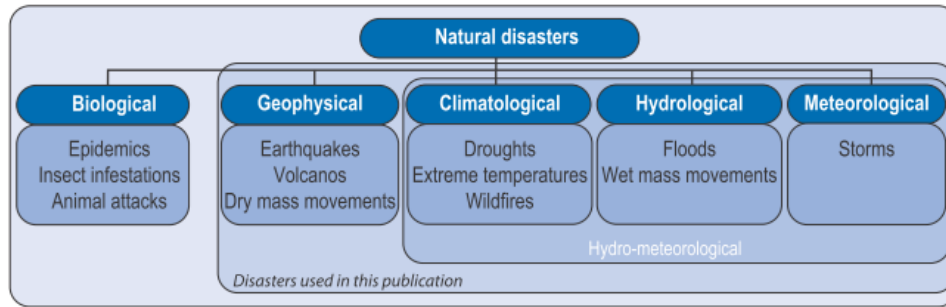 Natural disasters
Biological
Epidemics
Insect infestations
Animal attacks
Geophysical
Earthquakes
Volcanos
Dry mass movements
Climatological
Droughts
Extreme temperatures
Wildfires
Hydrological
Floods
Wet mass movements
Meteorological
Storms
Hydro-meteorological
Disasters used in this publication